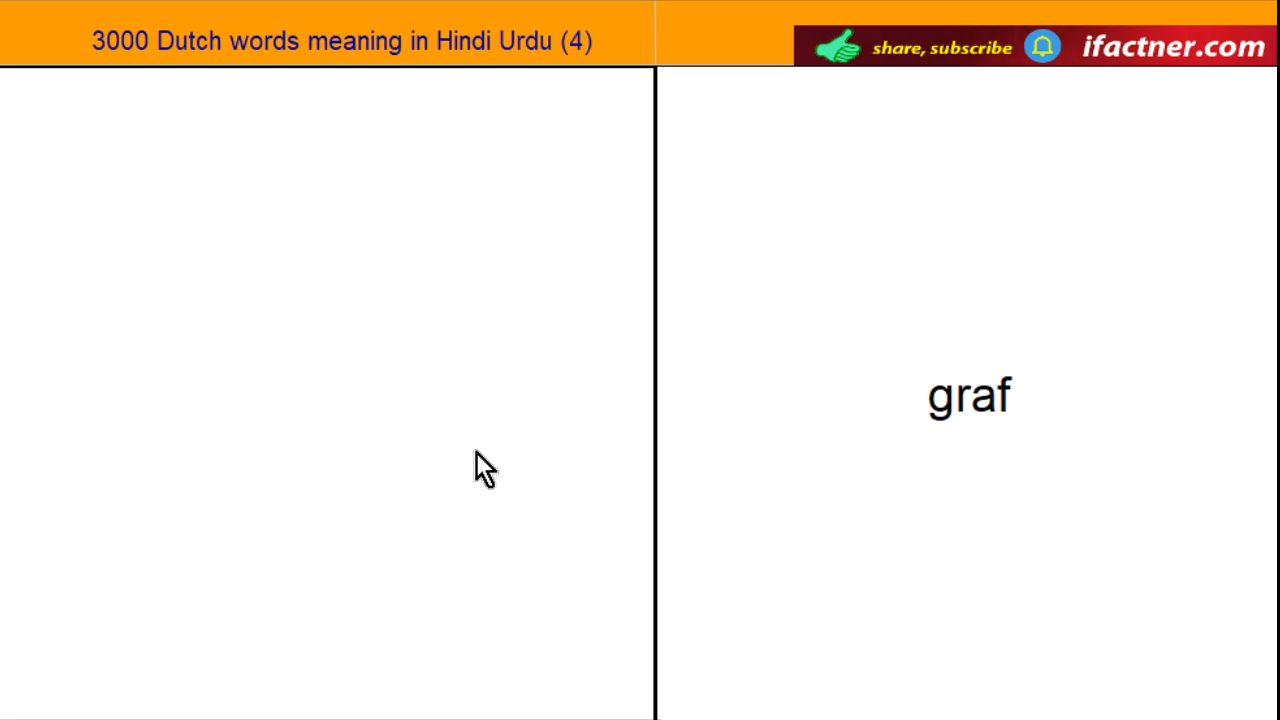 3000 Dutch words meaning in Hindi Urdu (4)
share, subscribe ifactner.com
graf